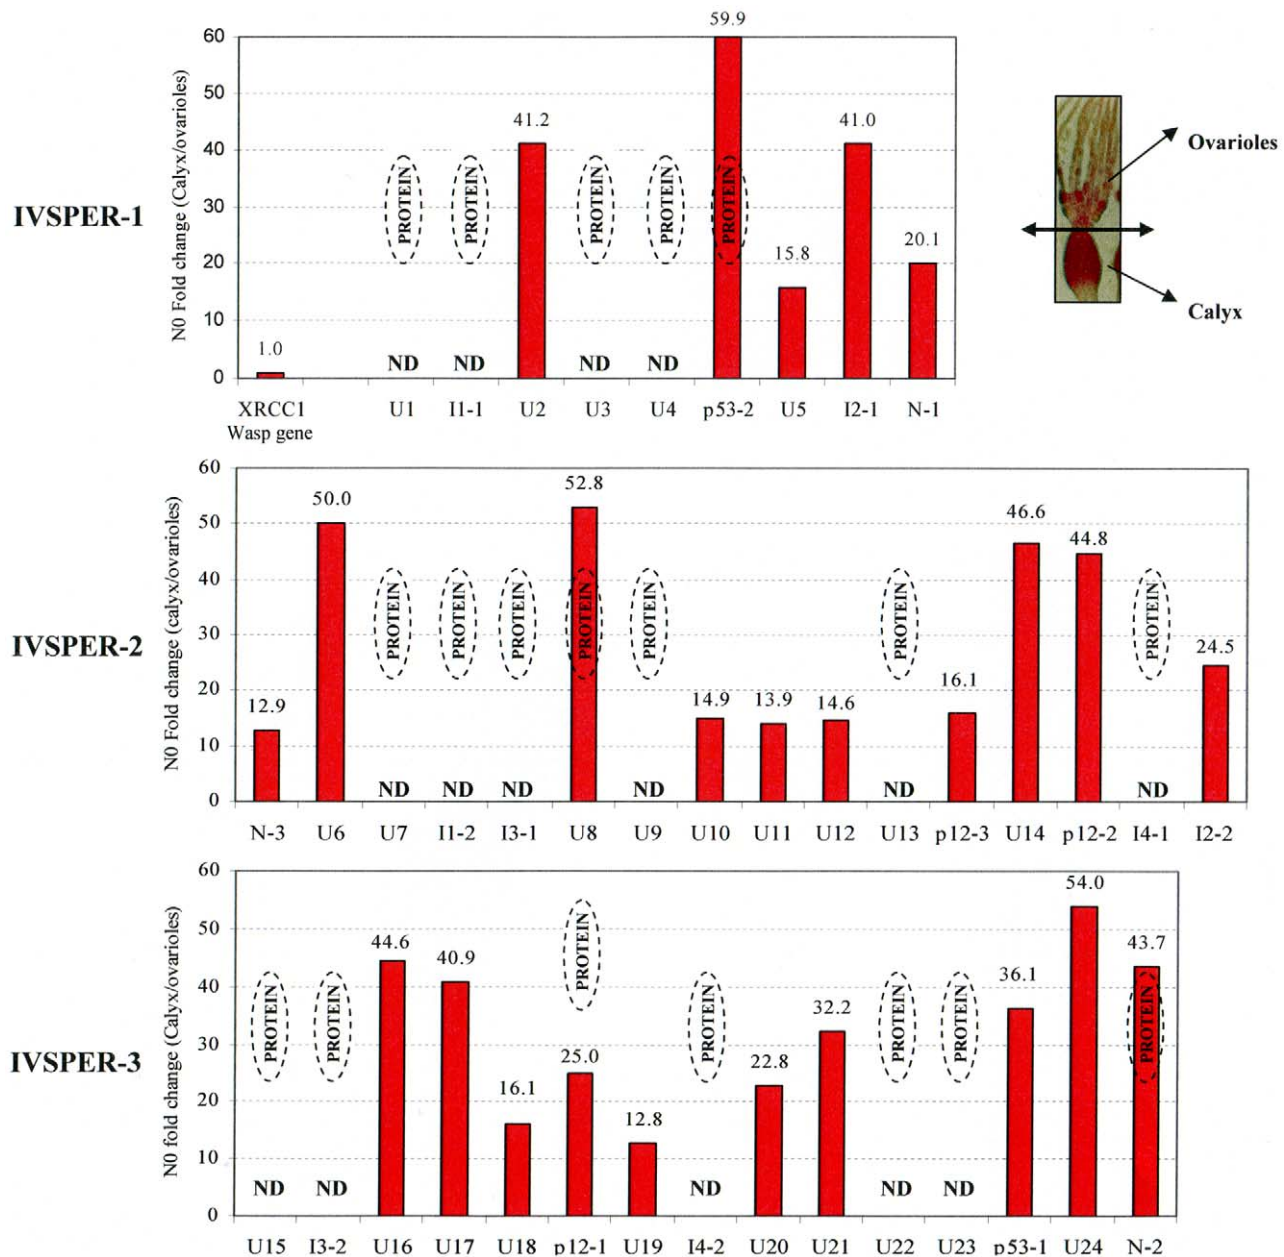 IVSPER-1
N0 Fold change (Calyx/ovarioles)
60
50
40
30
20
10
0
1.0
ND
PROTEIN
ND
PROTEIN
41.2
ND
PROTEIN
ND
PROTEIN
59.9
PROTEIN
15.8
41.0
20.1
XRCC1 U1 I1-1 U2 U3 U4 p53-2 U5 I2-1 N-1
Wasp gene
Ovarioles
Calyx
IVSPER-2
N0 Fold change (calyx/ovarioles)
60
50
40
30
20
10
0
12.9
50.0
PROTEIN
ND
PROTEIN
ND
PROTEIN
ND
52.8
PROTEIN
PROTEIN
ND
14.9
13.9
14.6
PROTEIN
ND
16.1
46.6
44.8
PROTEIN
ND
24.5
N-3 U6 U7 I1-2 I3-1 U8 U9 U10 U11 U12 U13 p12-3 U14 p12-2 I4-1 I2-2
IVSPER-3
N0 fold change (Calyx/ovarioles)
60
50
40
30
20
10
0
PROTEIN
ND
PROTEIN
ND
44.6
40.9
16.1
PROTEIN
25.0
12.8
PROTEIN
ND
22.8
32.2
PROTEIN
ND
PROTEIN
ND
36.1
54.0
43.7
PROTEIN
U15 I3-2 U16 U17 U18 p12-1 U19 I4-2 U20 U21 U22 U23 p53-1 U24 N-2